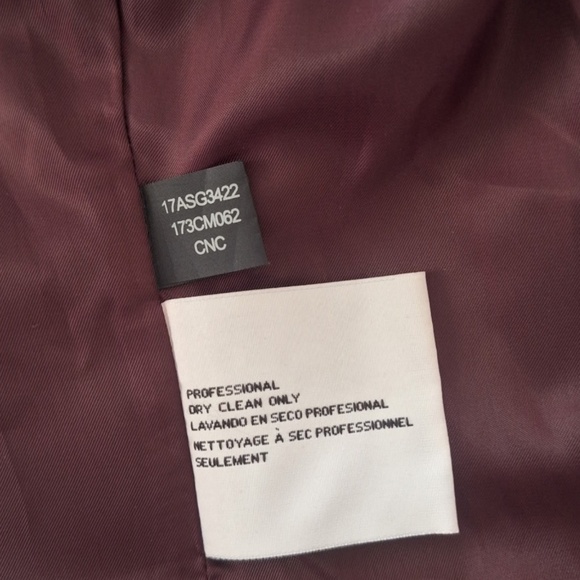 17ASG3422
173CM062
CNC
PROFESSIONAL
DRY CLEAN ONLY
LAVANDO EN SECO PROFESIONAL
NETTOYAGE À SEC PROFESSIONNEL
SEULEMENT